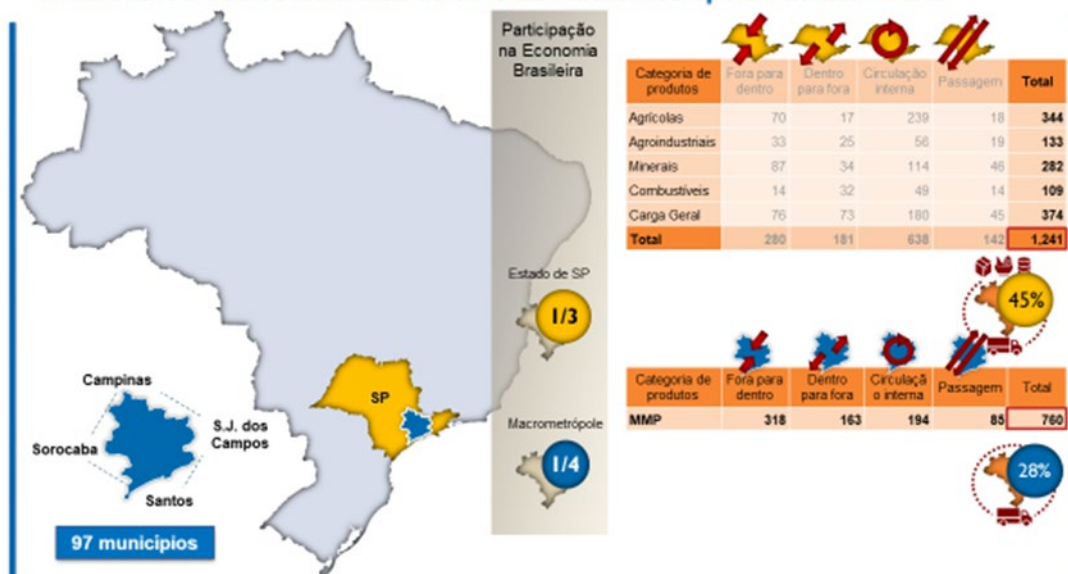 Participação
na Economia
Brasileira
Estado de SP
1/3
Macrometrópole
1/4
SP
Campinas
Sorocaba
S.J. dos
Campos
Santos
97 municípios
Categoria de produtos Fora para dentro Dentro para fora Circulação interna Passagem Total
Agrícolas 70 17 239 18 344
Agroindustriais 33 25 56 19 133
Minerais 87 34 114 46 282
Combustíveis 14 32 49 14 109
Carga Geral 76 73 180 45 374
Total 280 181 638 142 1,241
45%
Categoria de produtos Fora para dentro Dentro para fora Circulaçã o interna Passagem Total
MMP 318 163 194 85 760
28%